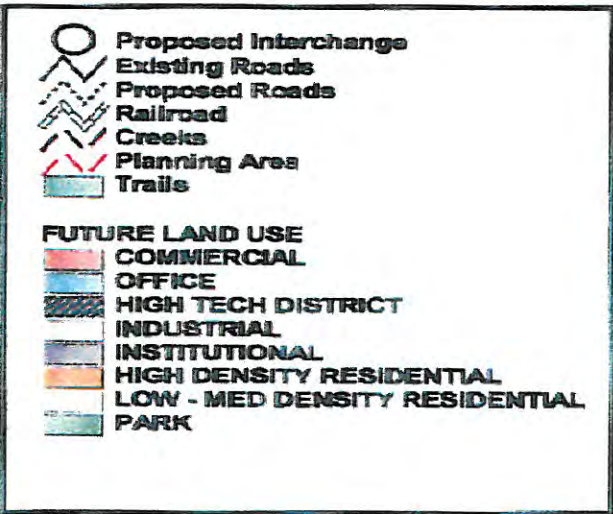 Proposed Interchange
Existing Roads
Proposed Roads
Railroad
Creeks
Planning Area
Trails
FUTURE LAND USE
COMMERCIAL
OFFICE
HIGH TECH DISTRICT
INDUSTRIAL
INSTITUTIONAL
HIGH DENSITY RESIDENTIAL
LOW - MED DENSITY RESIDENTIAL
PARK